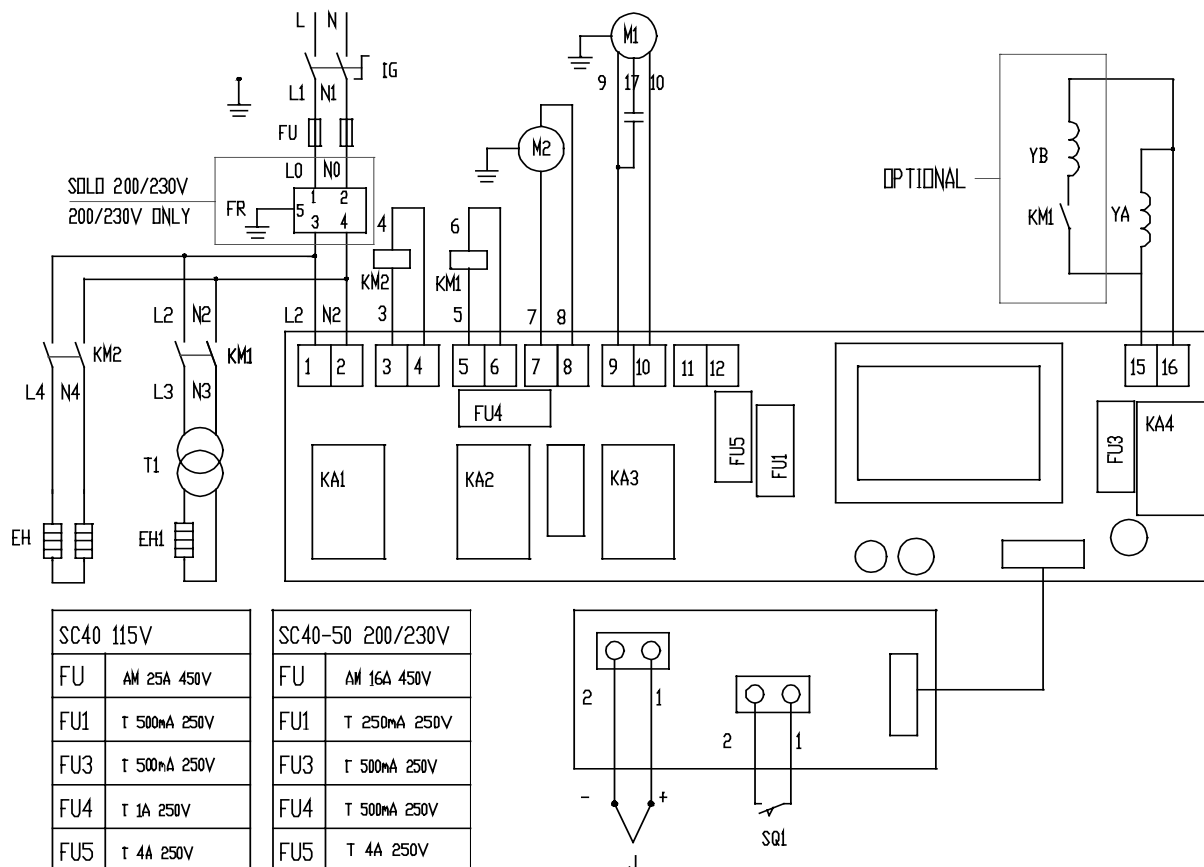 L N
M1
IG
9 17 10
L1 N1
FU
M2
L0 N0
YB
SOLO 200/230V
200/230V ONLY
OPTIONAL
FR
1 2
5
3 4
4
6
KM1
YA
KM2
KM1
L2 N2
L2 N2
3
5
7 8
KM2
KM1
1 2 3 4 5 6 7 8 9 10 11 12 15 16
L4 N4
L3 N3
FU4
FU5
FU1
FU3
KA4
T1
KA1
KA2
KA3
EH
EH1
SC40 115V
FU AM 25A 450V
FU1 T 500mA 250V
FU3 T 500mA 250V
FU4 T 1A 250V
FU5 T 4A 250V
SC40-50 200/230V
FU AM 16A 450V
FU1 T 250mA 250V
FU3 T 500mA 250V
FU4 T 500mA 250V
FU5 T 4A 250V
2 1
2 1
- +
SQ1
J